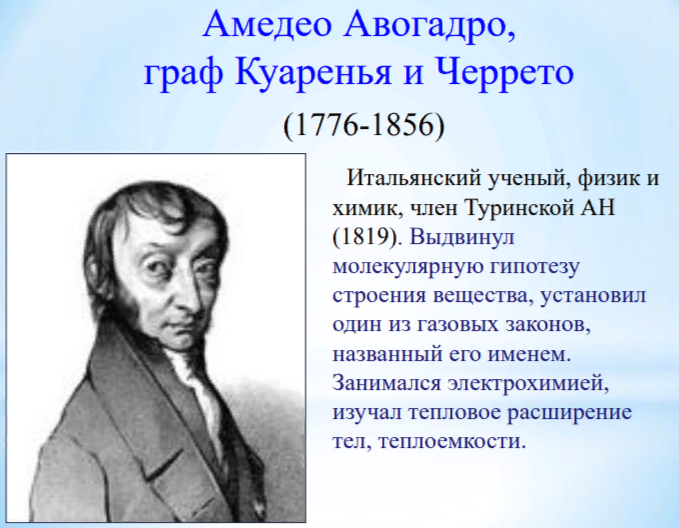 Амедео Авогадро,
граф Куаренья и Черрето
(1776-1856)
Итальянский ученый, физик и
химик, член Туринской АН
(1819). Выдвинул
молекулярную гипотезу
строения вещества, установил
один из газовых законов,
названный его именем.
Занимался электрохимией,
изучал тепловое расширение
тел, теплоемкости.